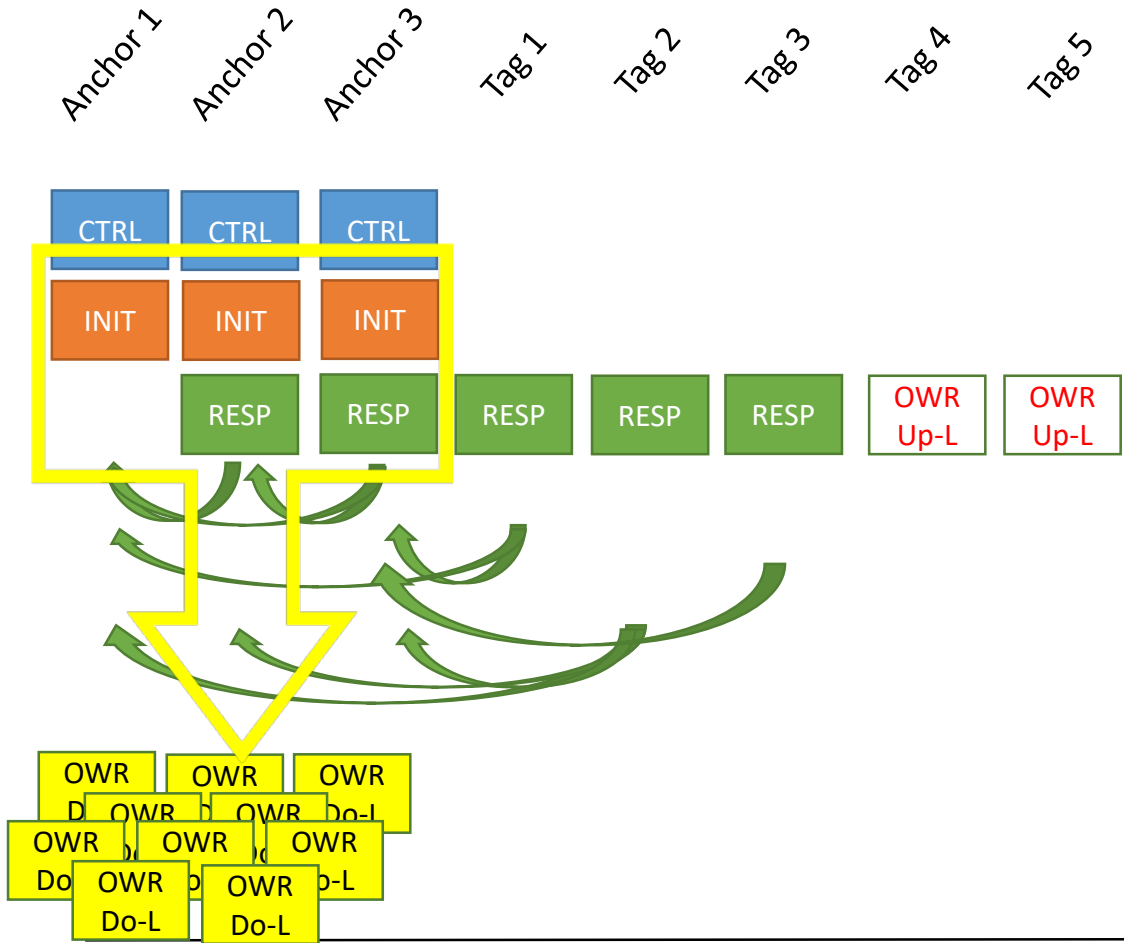 Anchor 1
Anchor 2
Anchor 3
Tag 1
Tag 2
Tag 3
Tag 4
Tag 5
CTRL
CTRL
CTRL
INIT
INIT
INIT
RESP
RESP
RESP
RESP
RESP
OWR
Up-L
OWR
Up-L
OWR
OWR
OWR
Do-L
OWR
OWR
OWR
OWR
OWR
OWR
Do-L
OWR
Do-L